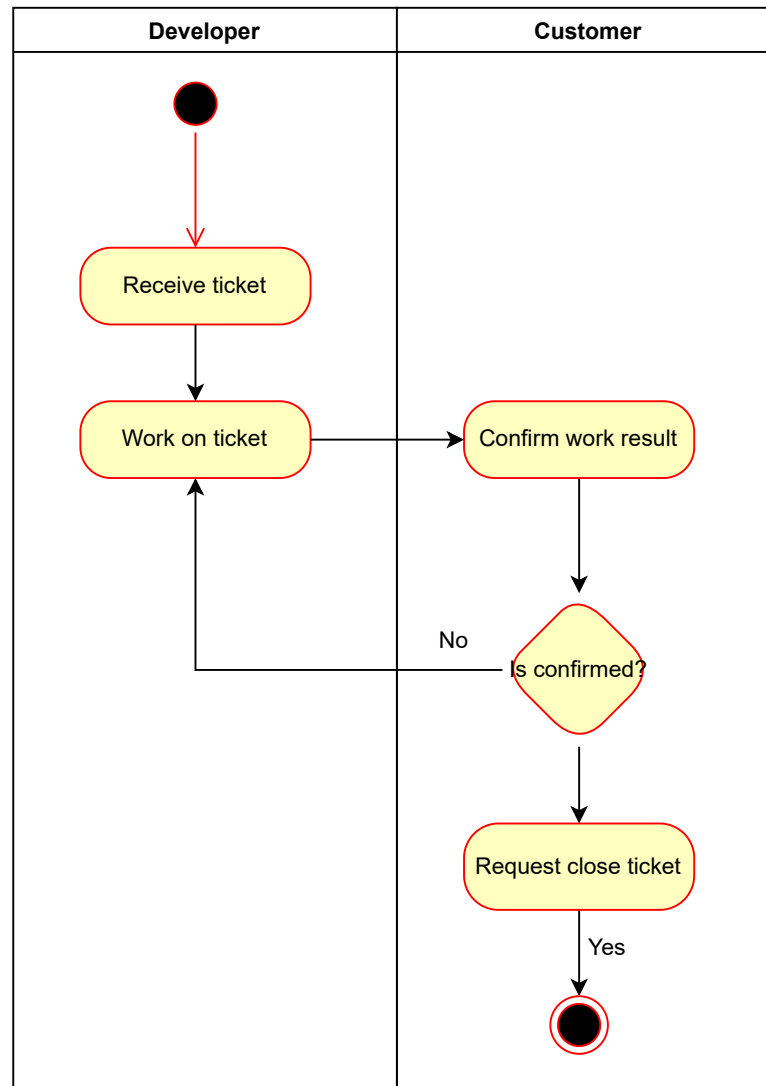 Developer
Customer
Receive ticket
Work on ticket
Confirm work result
No
Is confirmed?
Request close ticket
Yes